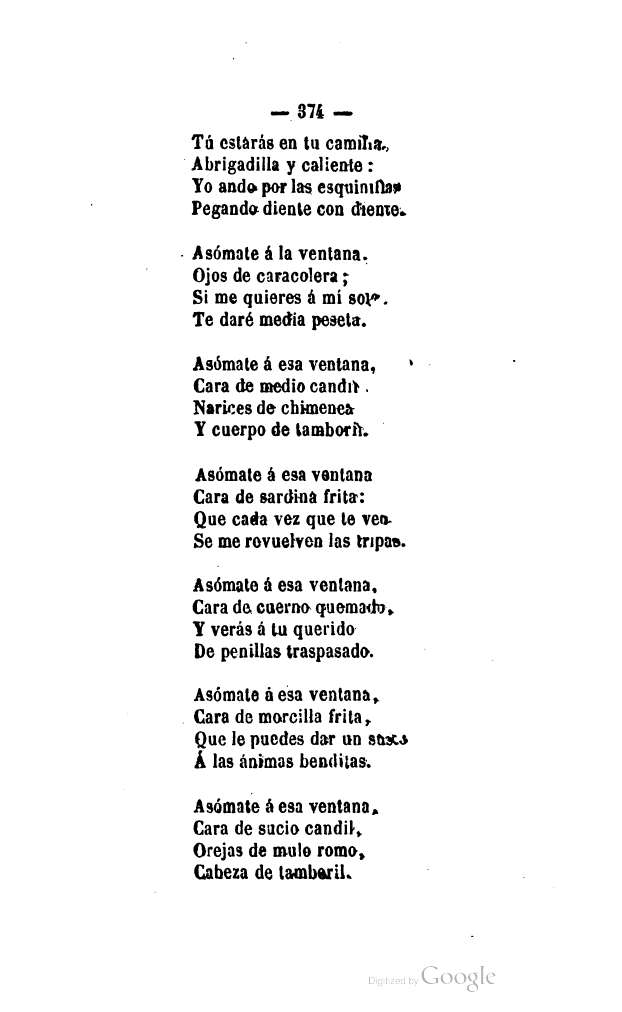 — 374 —
Tú estarás en tu camilla,
Abrigadilla y caliente:
Yo ando por las esquinillas
Pegando diente con diente.
Asómate á la ventana.
Ojos de caracolera;
Si me quieres á mí
Te daré media peseta.
Asómate á esa ventana,
Cara de medio candil.
Narices de chimenea
Y cuerpo de tamboril.
Asómate á esa ventana
Cara de sardina frita:
Que cada vez que te veo
Se me revuelven las tripas.
Asómate á esa ventana,
Cara de cuerno quemado,
Y verás á tu querido
De penillas traspasado.
Asómate á esa ventana,
Cara de morcilla frita,
Que le puedes dar un susto
Á las ánimas benditas.
Asómate á esa ventana,
Cara de sucio candil,
Orejas de mulo romo,
Cabeza de tamboril.
Digitized by Google